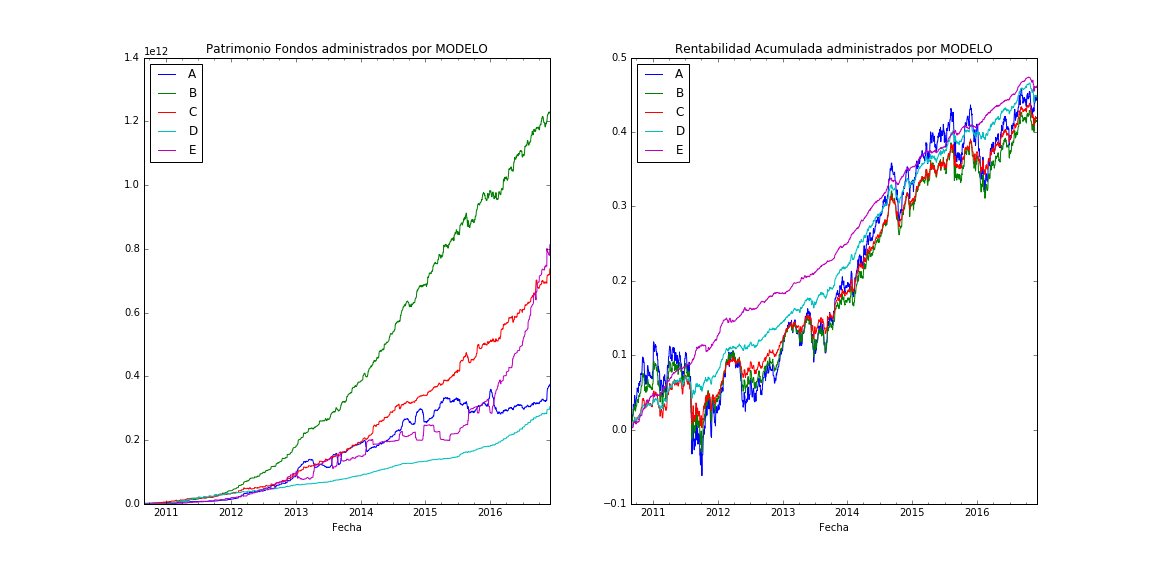 Patrimonio Fondos administrados por MODELO
1e12
1.4
1.2
1.0
0.8
0.6
0.4
0.2
0.0
A
B
C
D
E
2011 2012 2013 2014 2015 2016
Fecha
Rentabilidad Acumulada administrados por MODELO
0.5
0.4
0.3
0.2
0.1
0.0
−0.1
A
B
C
D
E
2011 2012 2013 2014 2015 2016
Fecha